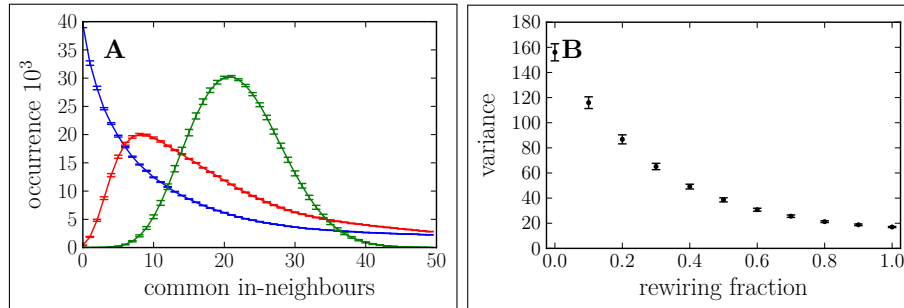 A
occurrence 10³
40
35
30
25
20
15
10
5
0
0 10 20 30 40 50
common in-neighbours
B
variance
180
160
140
120
100
80
60
40
20
0
0.0 0.2 0.4 0.6 0.8 1.0
rewiring fraction